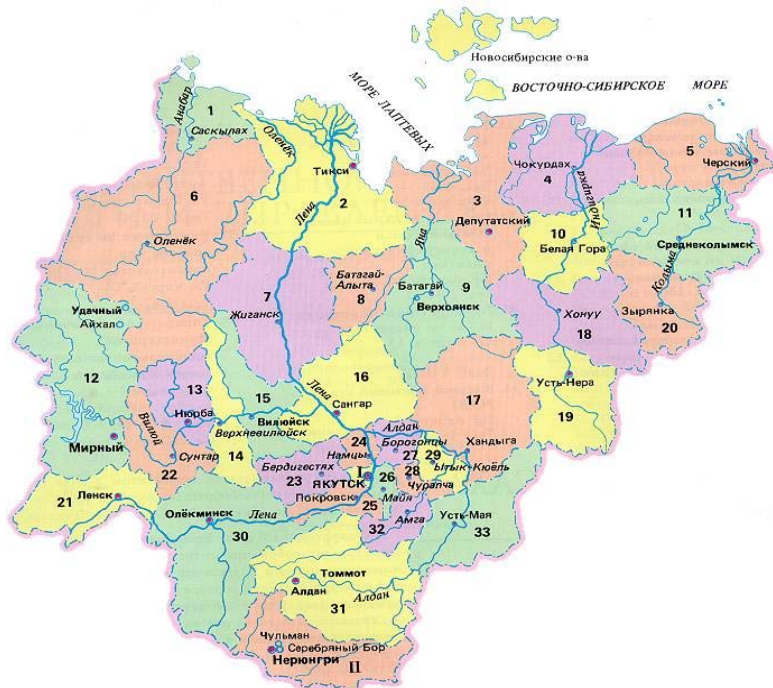 Новосибирские о-ва
МОРЕ ЛАПТЕВЫХ
ВОСТОЧНО-СИБИРСКОЕ МОРЕ
Анабар
1
Саскылах
Оленёк
Тикси
2
Лена
6
Оленёк
3
Депутатский
Яна
Чокурдах
4
Индигирка
5
Черский
10
Белая Гора
11
Среднеколымск
Колыма
7
Жиганск
Батагай-
Алыта
8
Батагай
9
Верхоянск
Хонуу
18
Зырянка
20
Удачный
Айхал
12
Мирный
13
Нюрба
Вилюй
15
Вилюйск
Верхневилюйск
14
16
Лена
Сангар
17
Усть-Нера
19
22
Сунтар
Алдан
Хандыга
24
Намцы
Борогонцы
27
29
Ытык-Кюёль
Бердигестях
23
I
ЯКУТСК
26
28
Чурапча
Покровск
25
Майя
Амга
32
Усть-Мая
33
21
Ленск
Олёкминск
Лена
30
Томмот
Алдан
Алдан
31
Чульман
Серебряный Бор
Нерюнгри
II